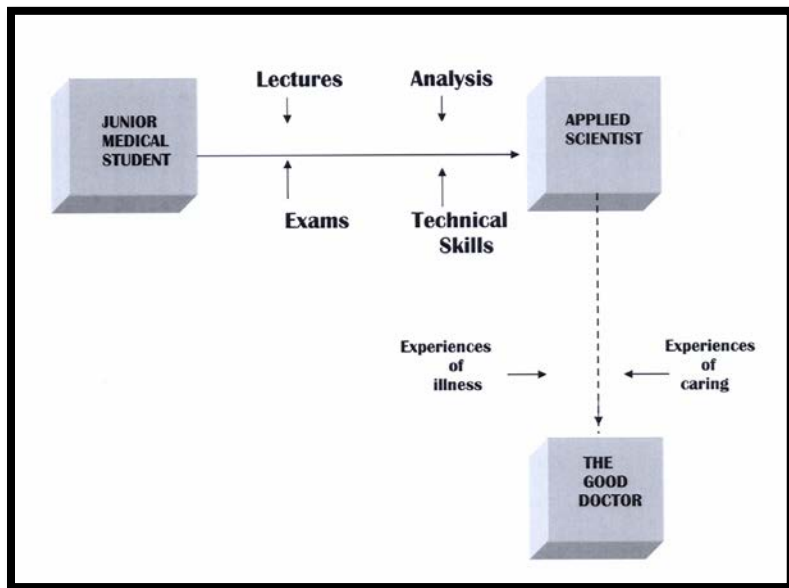 Lectures
Analysis
JUNIOR
MEDICAL
STUDENT
APPLIED
SCIENTIST
Exams
Technical
Skills
Experiences
of
illness
Experiences
of
caring
THE
GOOD
DOCTOR